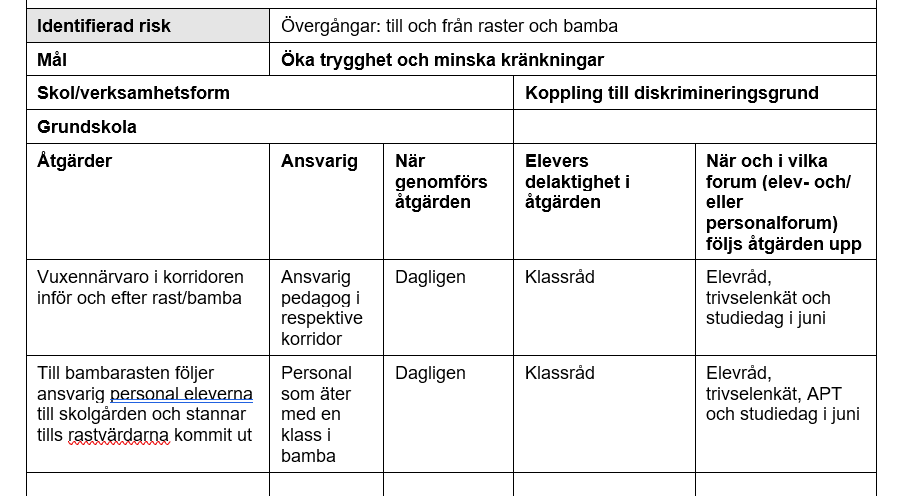 Identifierad risk
Övergångar: till och från raster och bamba
Mål
Öka trygghet och minska kränkningar
Skol/verksamhetsform
Koppling till diskrimineringsgrund
Grundskola
Åtgärder
Ansvarig
När
genomförs
åtgärden
Elevers
delaktighet i
åtgärden
När och i vilka
forum (elev- och/
eller
personalforum)
följs åtgärden upp
Vuxennärvaro i korridoren
inför och efter rast/bamba
Ansvarig
pedagog i
respektive
korridor
Dagligen
Klassråd
Elevråd,
trivselenkät och
studiedag i juni
Till bambarasten följer
ansvarig personal eleverna
till skolgården och stannar
tills rastvärdarna kommit ut
Personal
som äter
med en
klass i
bamba
Dagligen
Klassråd
Elevråd,
trivselenkät, APT
och studiedag i juni